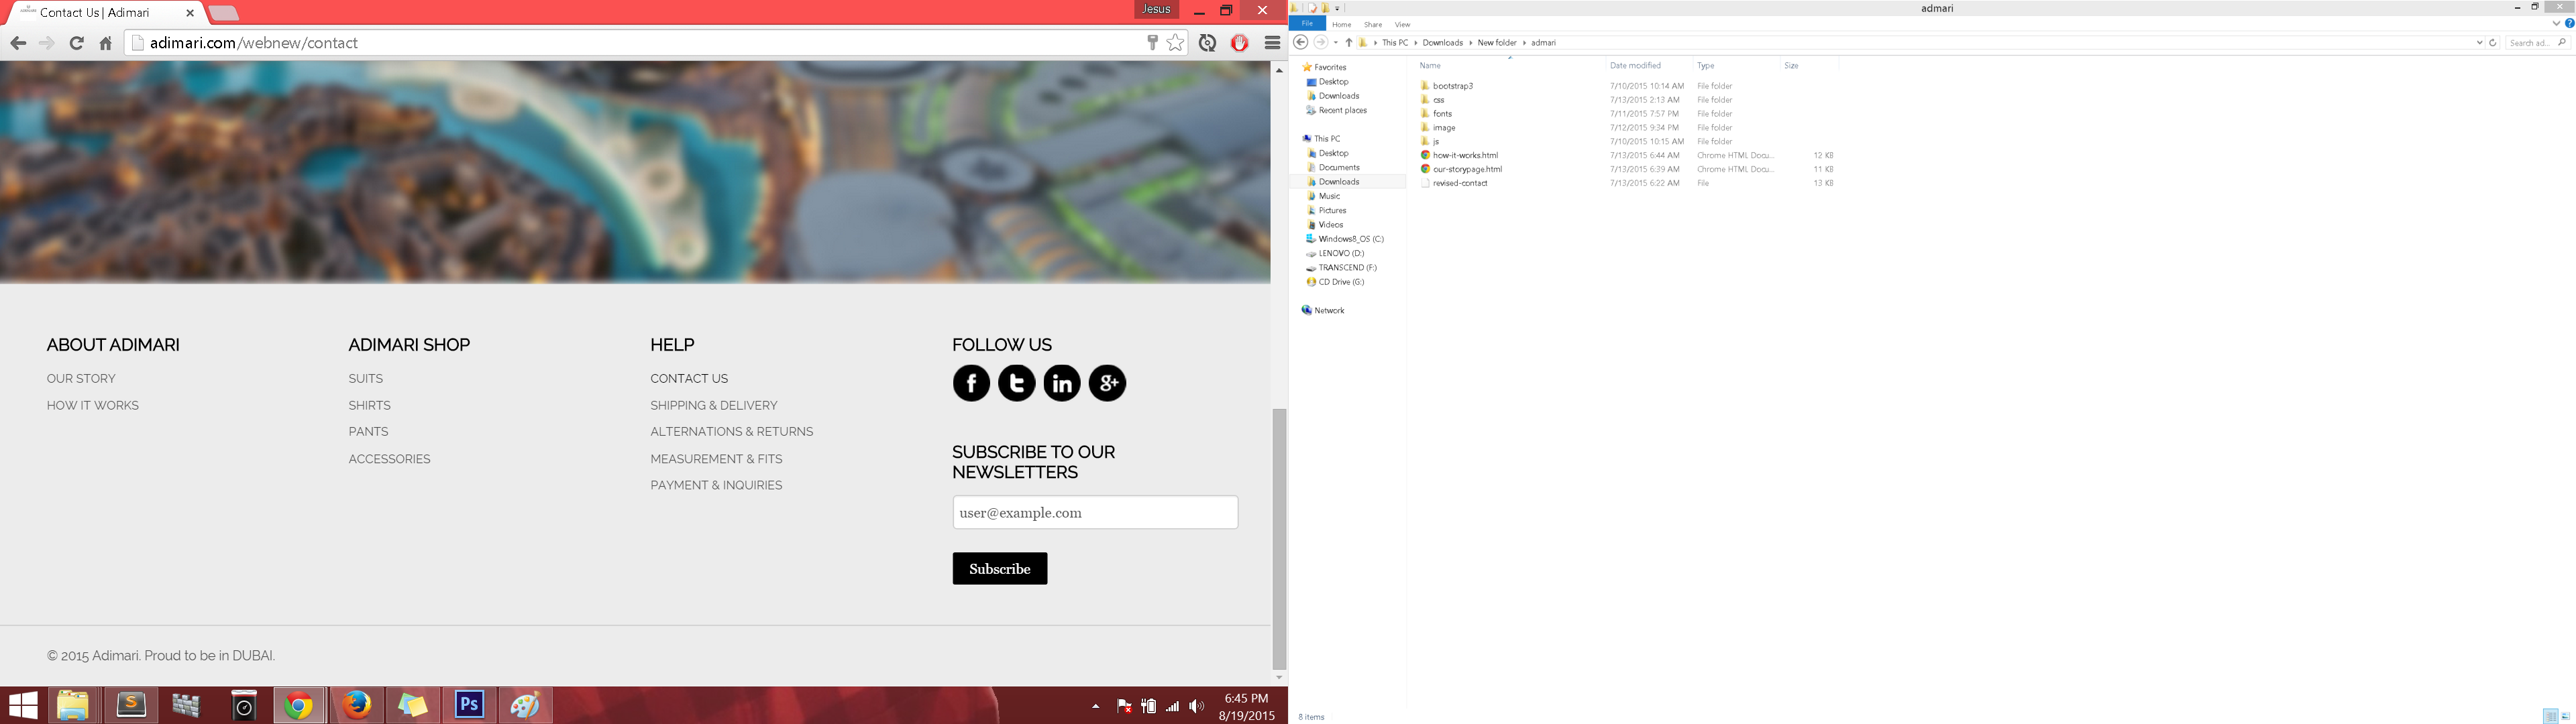 Contact Us | Adimari
Jesus
adimari.com/webnew/contact
ABOUT ADIMARI
OUR STORY
HOW IT WORKS
ADIMARI SHOP
SUITS
SHIRTS
PANTS
ACCESSORIES
HELP
CONTACT US
SHIPPING & DELIVERY
ALTERNATIONS & RETURNS
MEASUREMENT & FITS
PAYMENT & INQUIRIES
FOLLOW US
f t in g+
SUBSCRIBE TO OUR
NEWSLETTERS
user@example.com
Subscribe
© 2015 Adimari. Proud to be in DUBAI.
S
Ps
6:45 PM
8/19/2015
admari
File Home Share View
This PC Downloads New folder admari
Search ad...
Favorites
Desktop
Downloads
Recent places
This PC
Desktop
Documents
Downloads
Music
Pictures
Videos
Windows8_OS (C:)
LENOVO (D:)
TRANSCEND (F:)
CD Drive (G:)
Network
Name Date modified Type Size
bootstrap3 7/10/2015 10:14 AM File folder
css 7/13/2015 2:13 AM File folder
fonts 7/11/2015 7:57 PM File folder
image 7/12/2015 9:34 PM File folder
js 7/10/2015 10:15 AM File folder
how-it-works.html 7/13/2015 6:44 AM Chrome HTML Docu... 12 KB
our-storypage.html 7/13/2015 6:39 AM Chrome HTML Docu... 11 KB
revised-contact 7/13/2015 6:22 AM File 13 KB
8 items